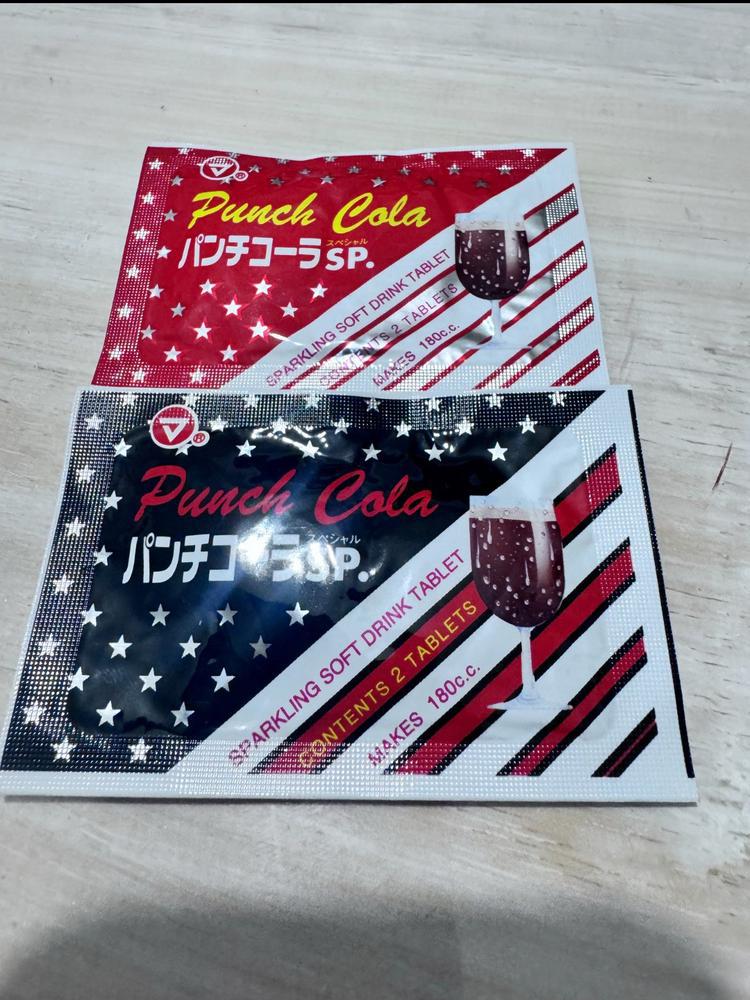 Punch Cola
スペシャル
パンチコーラSP.
SPARKLING SOFT DRINK TABLET
CONTENTS 2 TABLETS
MAKES 180c.c.
®
Punch Cola
スペシャル
パンチコーラSP.
SPARKLING SOFT DRINK TABLET
CONTENTS 2 TABLETS
MAKES 180c.c.
®